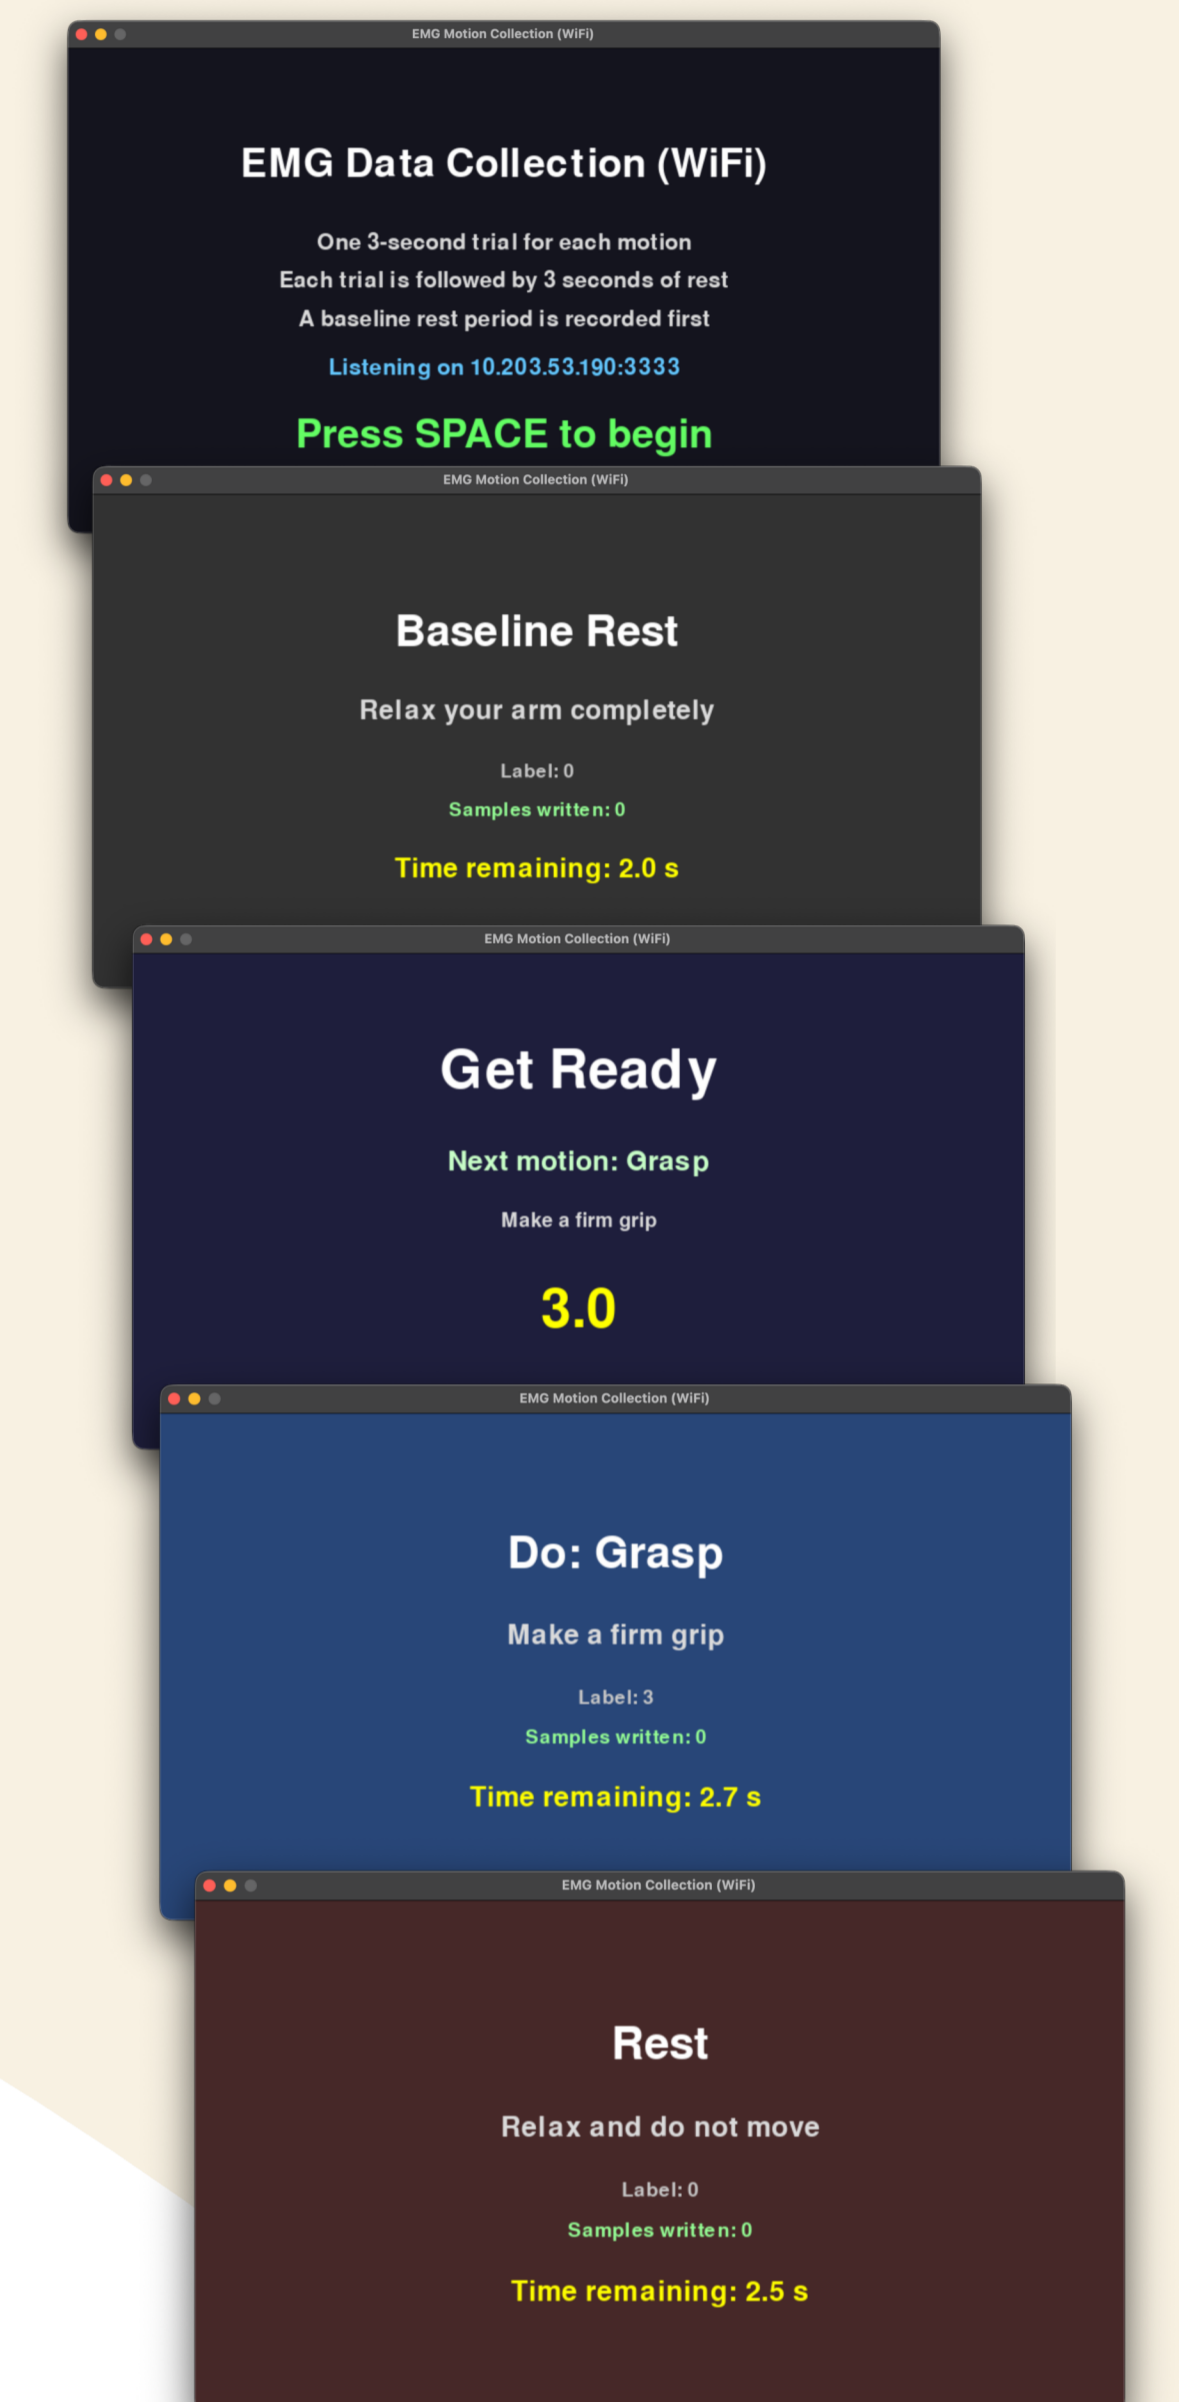 EMG Motion Collection (WiFi)
EMG Data Collection (WiFi)
One 3-second trial for each motion
Each trial is followed by 3 seconds of rest
A baseline rest period is recorded first
Listening on 10.203.53.190:3333
Press SPACE to begin
EMG Motion Collection (WiFi)
Baseline Rest
Relax your arm completely
Label: 0
Samples written: 0
Time remaining: 2.0 s
EMG Motion Collection (WiFi)
Get Ready
Next motion: Grasp
Make a firm grip
3.0
EMG Motion Collection (WiFi)
Do: Grasp
Make a firm grip
Label: 3
Samples written: 0
Time remaining: 2.7 s
EMG Motion Collection (WiFi)
Rest
Relax and do not move
Label: 0
Samples written: 0
Time remaining: 2.5 s